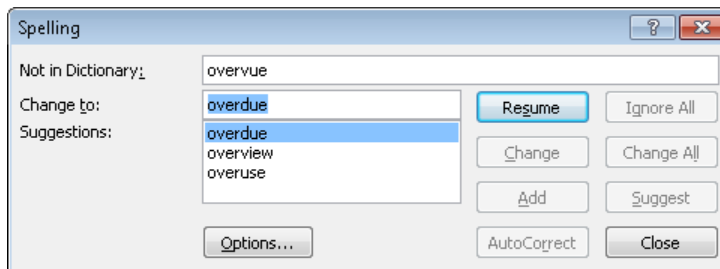 Spelling
Not in Dictionary:
overvue
Change to:
overdue
Resume
Ignore All
Suggestions:
overdue
overview
overuse
Change
Change All
Add
Suggest
Options...
AutoCorrect
Close